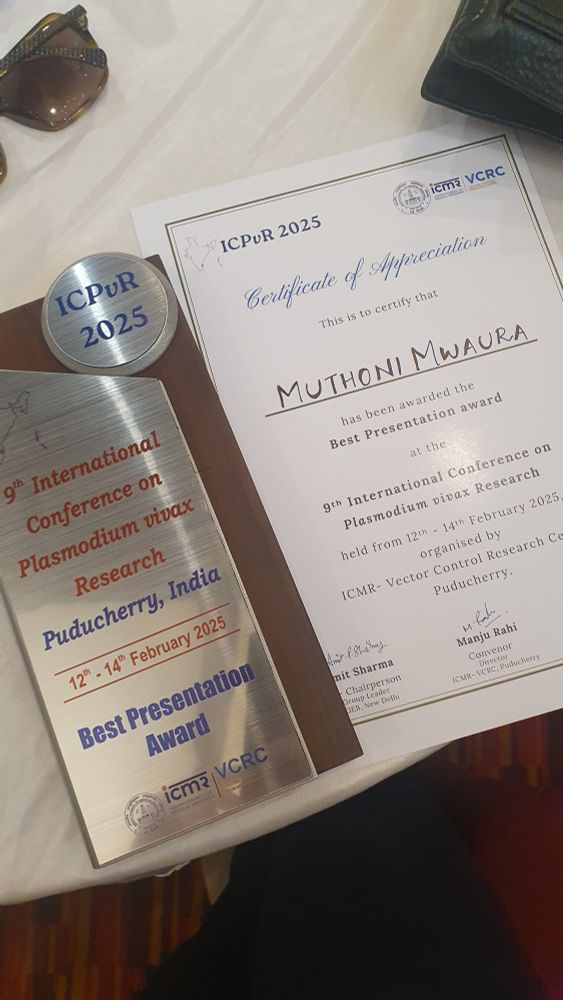 ICPvR
2025
9th International
Conference on
Plasmodium vivax
Research
Puducherry, India
12th - 14th February 2025
Best Presentation
Award
icmr
VCRC
ICPvR 2025
icmr
VCRC
Certificate of Appreciation
This is to certify that
MUTHONI MWAURA
has been awarded the
Best Presentation award
at the
9th International Conference on
Plasmodium vivax Research
held from 12th - 14th February 2025,
organised by
ICMR- Vector Control Research
Puducherry.
Sharma
Chairperson
Group Leader
New Delhi
Manju Rahi
Convenor
Director
ICMR- VCRC, Puducherry